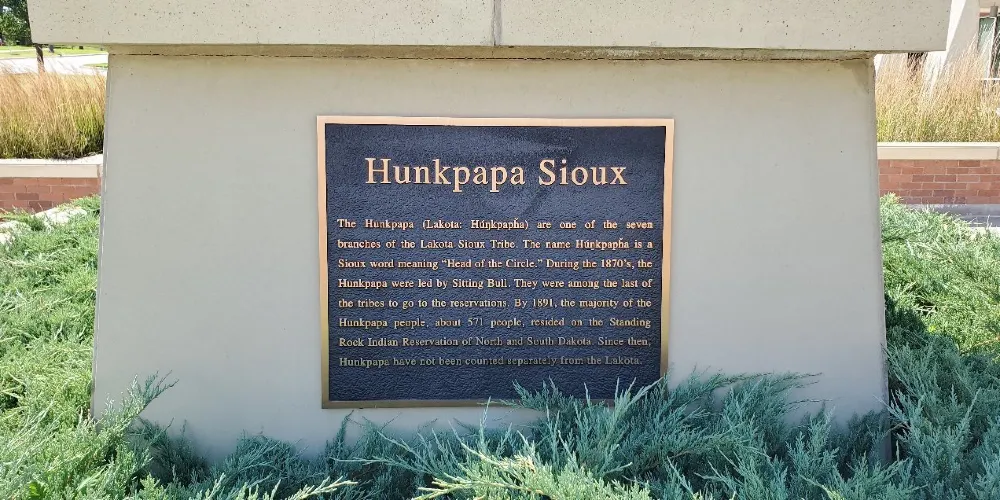 Hunkpapa Sioux
The Hunkpapa (Lakota: Húŋkpapȟa) are one of the seven
branches of the Lakota Sioux Tribe. The name Húŋkpapȟa is a
Sioux word meaning “Head of the Circle.” During the 1870’s, the
Hunkpapa were led by Sitting Bull. They were among the last of
the tribes to go to the reservations. By 1891, the majority of the
Hunkpapa people, about 571 people, resided on the Standing
Rock Indian Reservation of North and South Dakota. Since then,
Hunkpapa have not been counted separately from the Lakota.